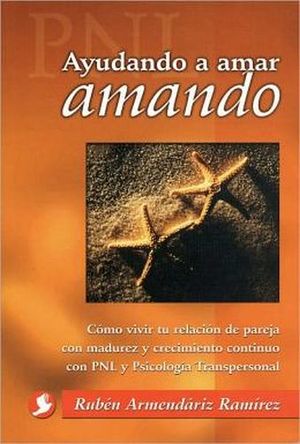 PNL
Ayudando a amar
amando
Cómo vivir tu relación de pareja
con madurez y crecimiento continuo
con PNL y Psicología Transpersonal
Rubén Armendáriz Ramírez